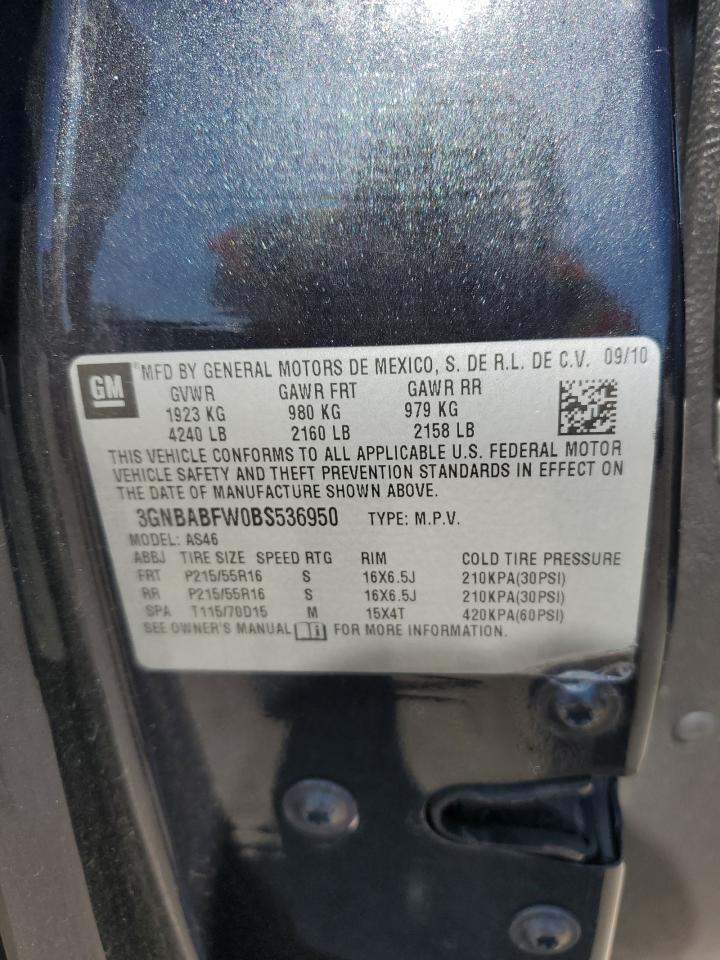 GM
MFD BY GENERAL MOTORS DE MEXICO, S. DE R.L. DE C.V. 09/10
GVWR GAWR FRT GAWR RR
1923 KG 980 KG 979 KG
4240 LB 2160 LB 2158 LB
THIS VEHICLE CONFORMS TO ALL APPLICABLE U.S. FEDERAL MOTOR
VEHICLE SAFETY AND THEFT PREVENTION STANDARDS IN EFFECT ON
THE DATE OF MANUFACTURE SHOWN ABOVE.
3GNBABFW0BS536950 TYPE: M.P.V.
MODEL: AS46
ABBJ TIRE SIZE SPEED RTG RIM COLD TIRE PRESSURE
FRT P215/55R16 S 16X6.5J 210KPA(30PSI)
RR P215/55R16 S 16X6.5J 210KPA(30PSI)
SPA T115/70D15 M 15X4T 420KPA(60PSI)
SEE OWNER'S MANUAL i FOR MORE INFORMATION.